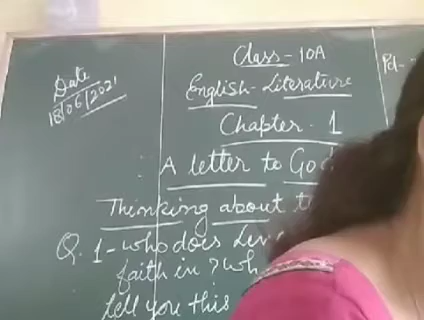 Date
18/06/2021
Class - 10A
English - Literature
Chapter - 1
Pd-
A letter to God
Thinking about
Q. 1 - who does
faith in ?
tell you this